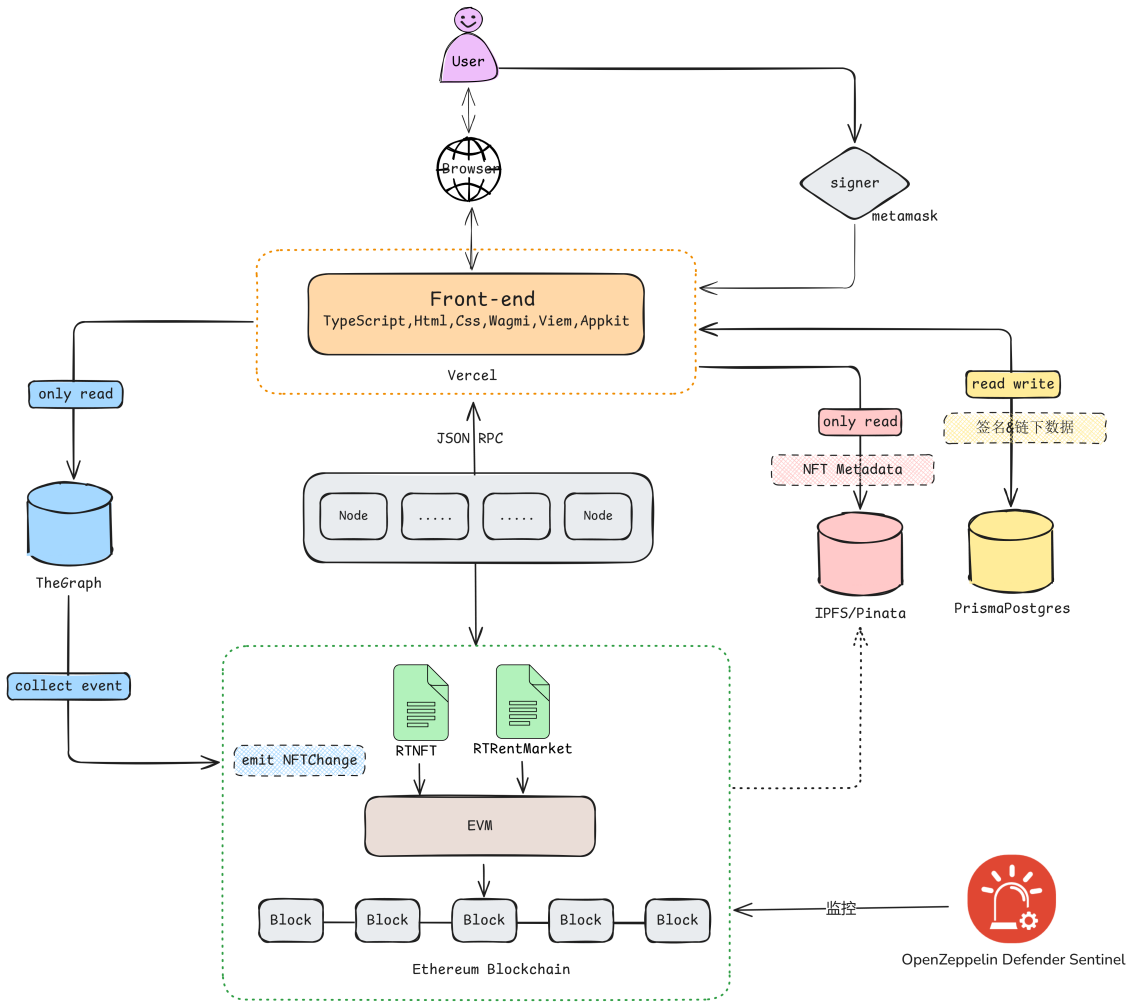 User
Browser
signer
metamask
Front-end
TypeScript,Html,Css,Wagmi,Viem,Appkit
Vercel
only read
read write
only read
签名&链下数据
JSON RPC
NFT Metadata
Node
.....
.....
Node
TheGraph
IPFS/Pinata
PrismaPostgres
collect event
RTNFT
RTRentMarket
emit NFTChange
EVM
Block
Block
Block
Block
Block
监控
Ethereum Blockchain
OpenZeppelin Defender Sentinel